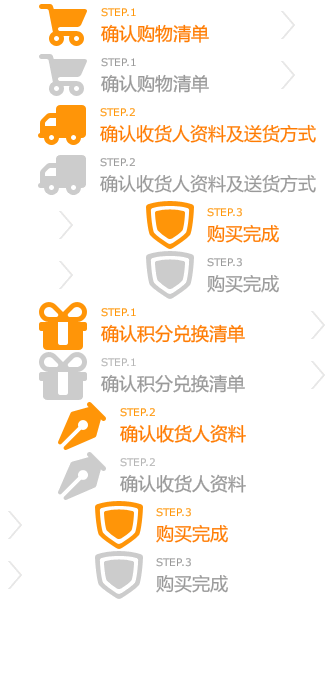 STEP.1
确认购物清单
STEP.1
确认购物清单
STEP.2
确认收货人资料及送货方式
STEP.2
确认收货人资料及送货方式
STEP.3
购买完成
STEP.3
购买完成
STEP.1
确认积分兑换清单
STEP.1
确认积分兑换清单
STEP.2
确认收货人资料
STEP.2
确认收货人资料
STEP.3
购买完成
STEP.3
购买完成